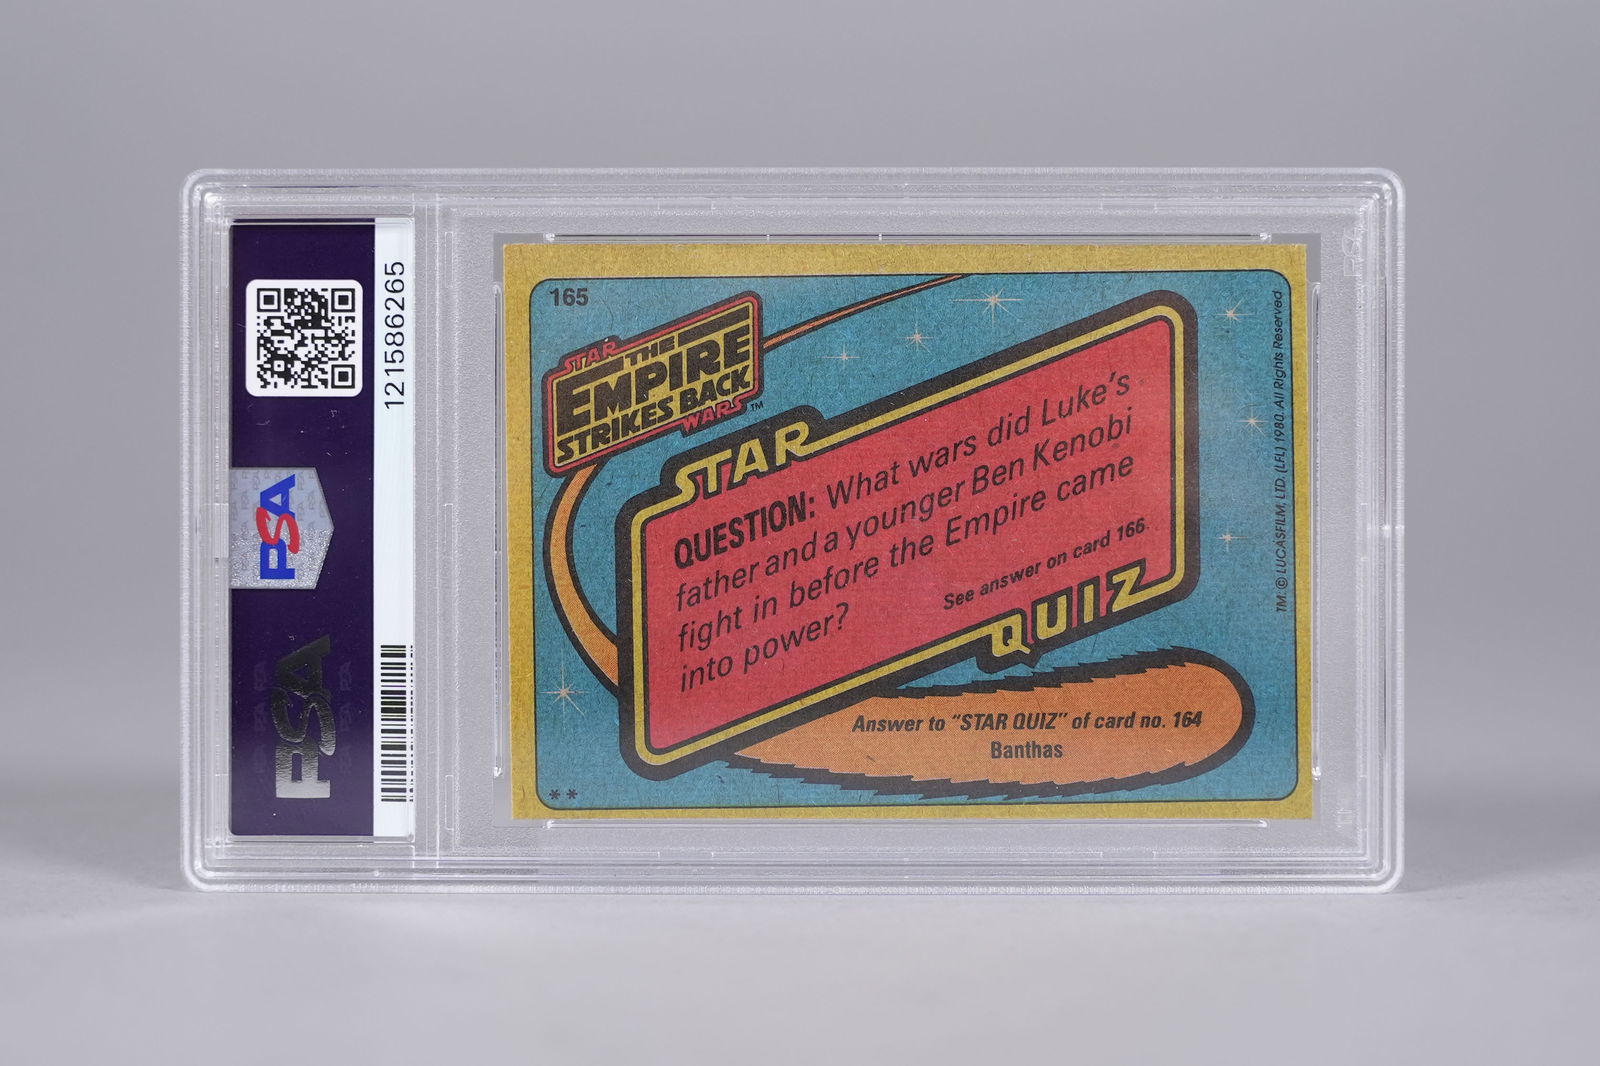 121586265
PSA
PSA
165
STAR
THE
EMPIRE
STRIKES BACK
WARS™
STAR
QUESTION: What wars did Luke's
father and a younger Ben Kenobi
fight in before the Empire came
into power?
See answer on card 166.
QUIZ
Answer to "STAR QUIZ" of card no. 164
Banthas
**
TM: © LUCASFILM, LTD. (LFL) 1980. All Rights Reserved